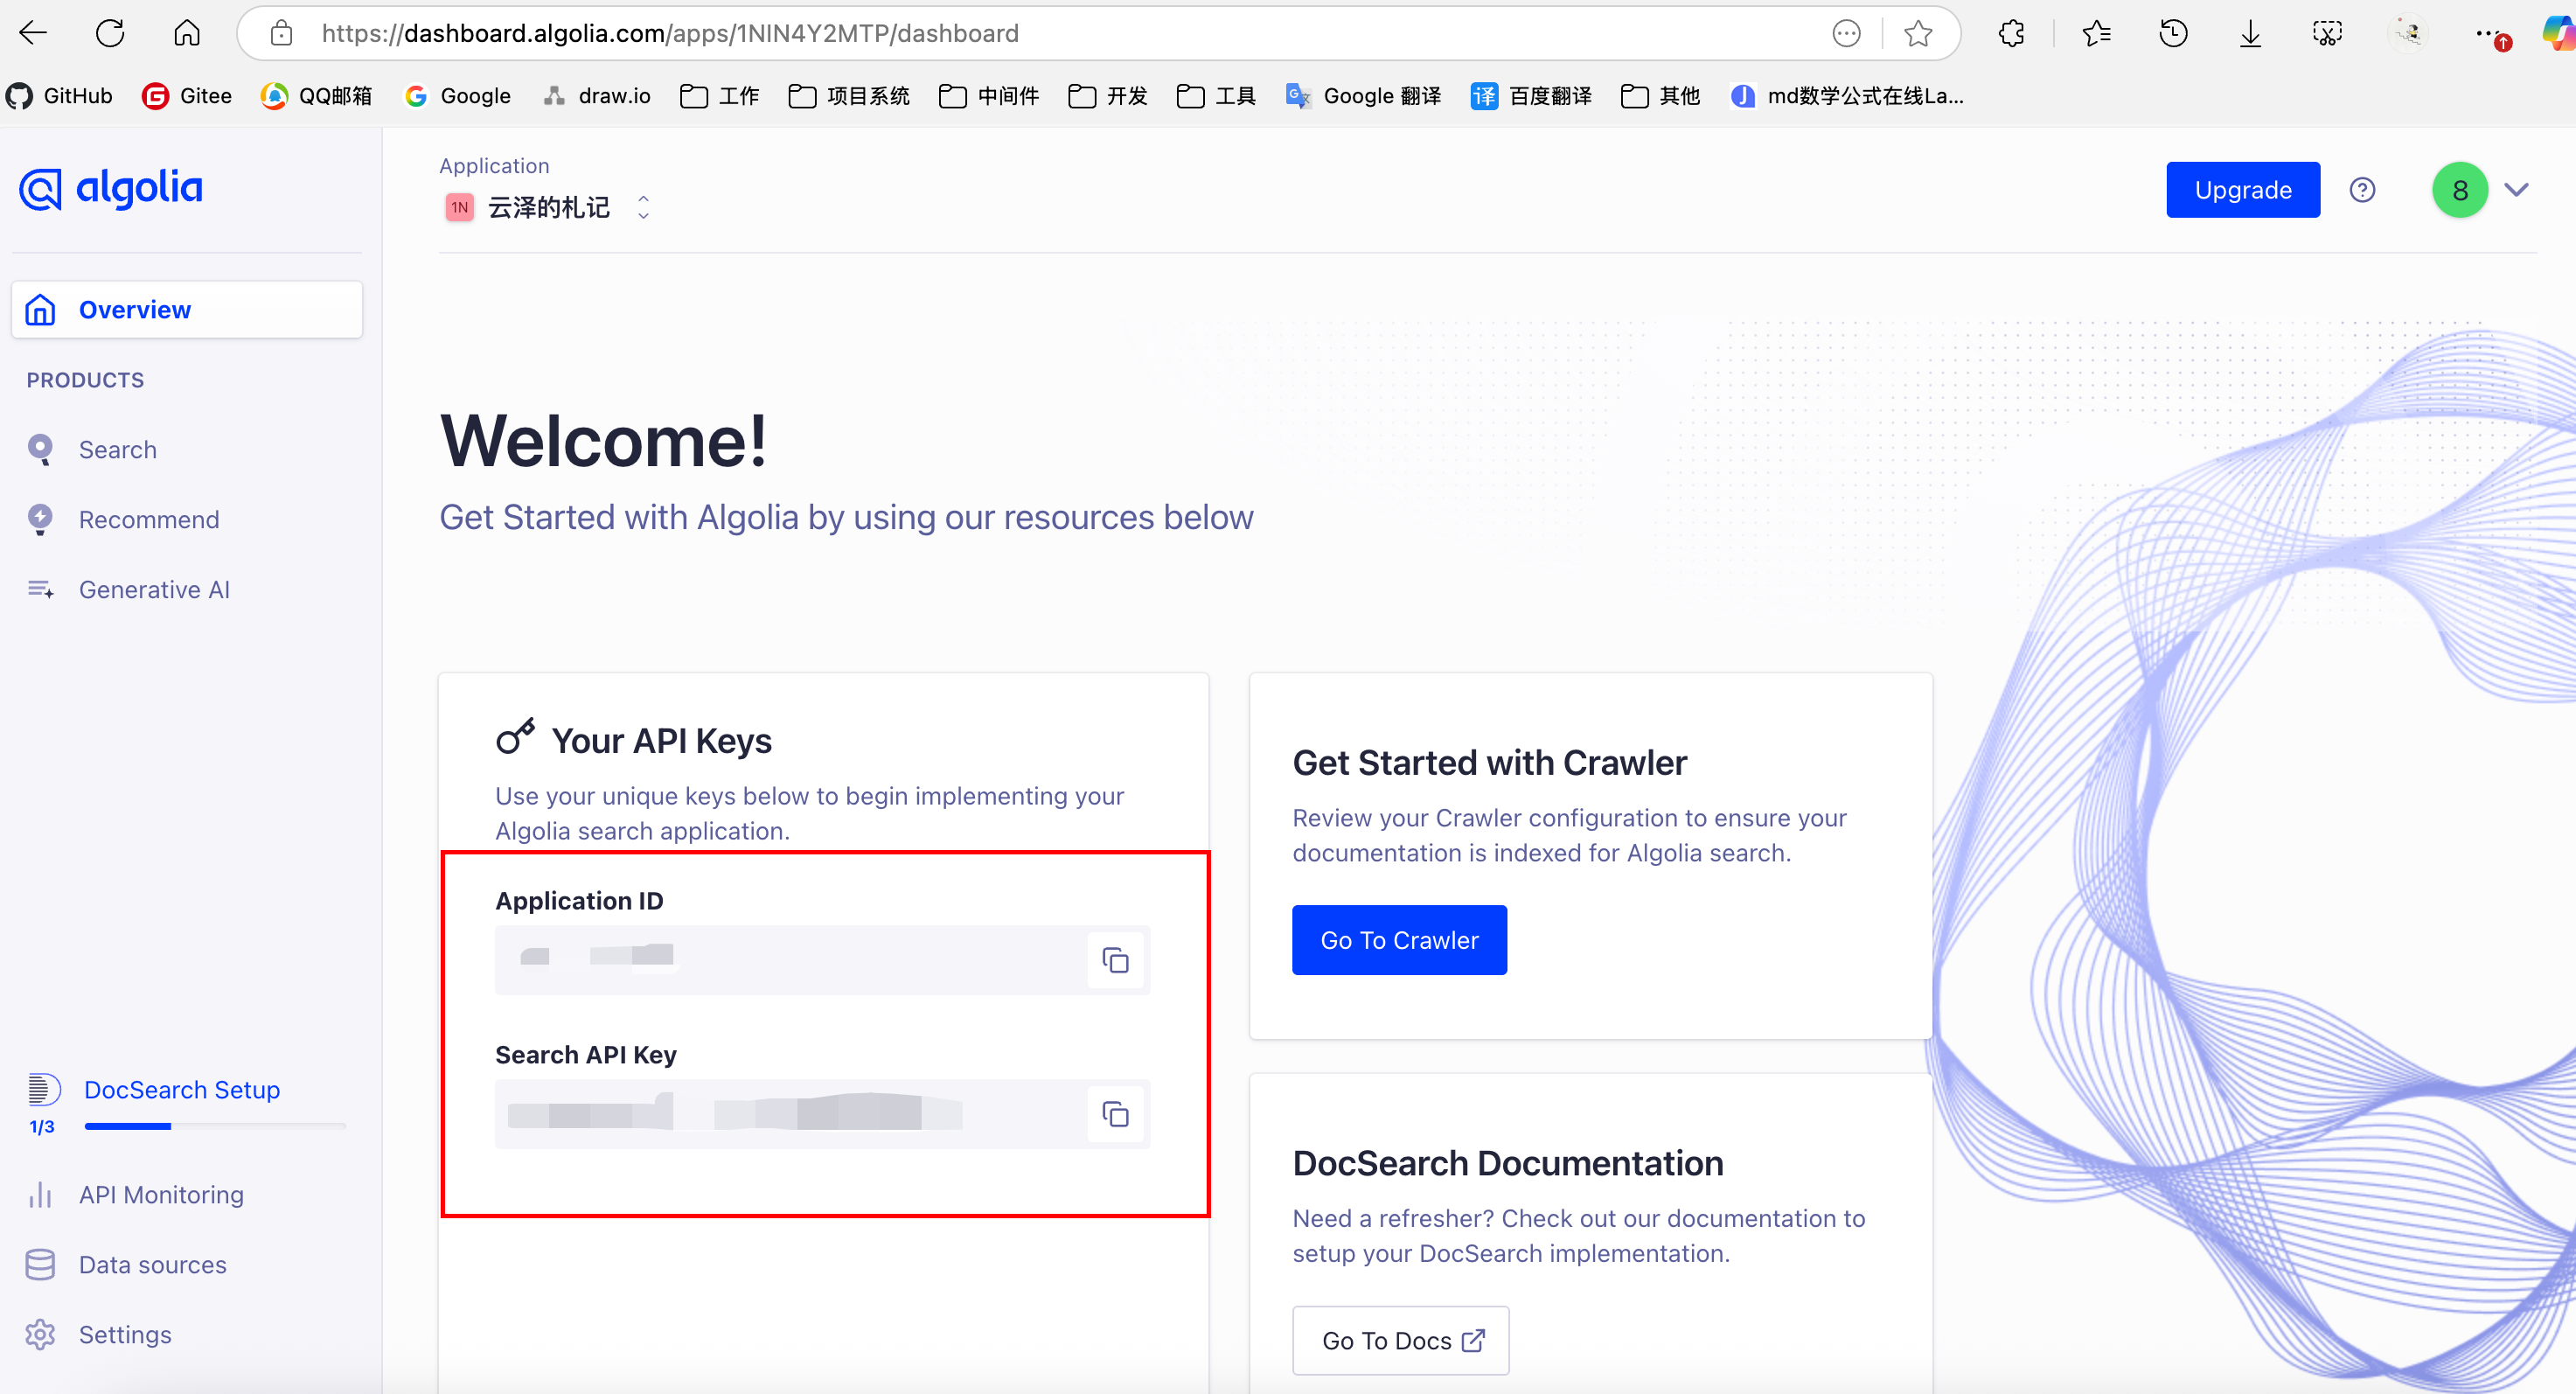 https://dashboard.algolia.com/apps/1NIN4Y2MTP/dashboard
GitHub Gitee QQ邮箱 Google draw.io 工作 项目系统 中间件 开发 工具 Google 翻译 百度翻译 其他 md数学公式在线La...
algolia
Application
1N 云泽的札记
Upgrade
8
Overview
PRODUCTS
Search
Recommend
Generative AI
DocSearch Setup
1/3
API Monitoring
Data sources
Settings
Welcome!
Get Started with Algolia by using our resources below
Your API Keys
Use your unique keys below to begin implementing your
Algolia search application.
Application ID
Search API Key
Get Started with Crawler
Review your Crawler configuration to ensure your
documentation is indexed for Algolia search.
Go To Crawler
DocSearch Documentation
Need a refresher? Check out our documentation to
setup your DocSearch implementation.
Go To Docs